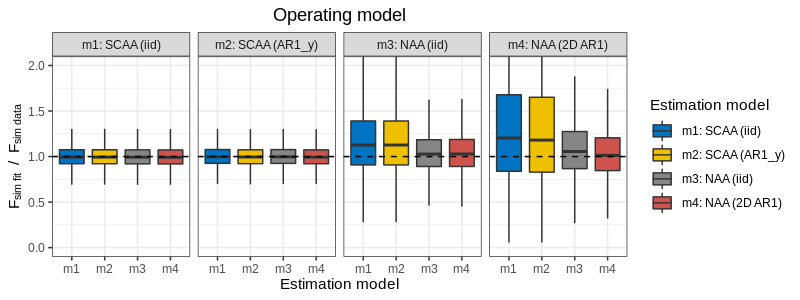 Operating model
m1: SCAA (iid)
m2: SCAA (AR1_y)
m3: NAA (iid)
m4: NAA (2D AR1)
2.0
1.5
1.0
0.5
0.0
Fsim fit / Fsim data
m1 m2 m3 m4
m1 m2 m3 m4
m1 m2 m3 m4
m1 m2 m3 m4
Estimation model
Estimation model
m1: SCAA (iid)
m2: SCAA (AR1_y)
m3: NAA (iid)
m4: NAA (2D AR1)